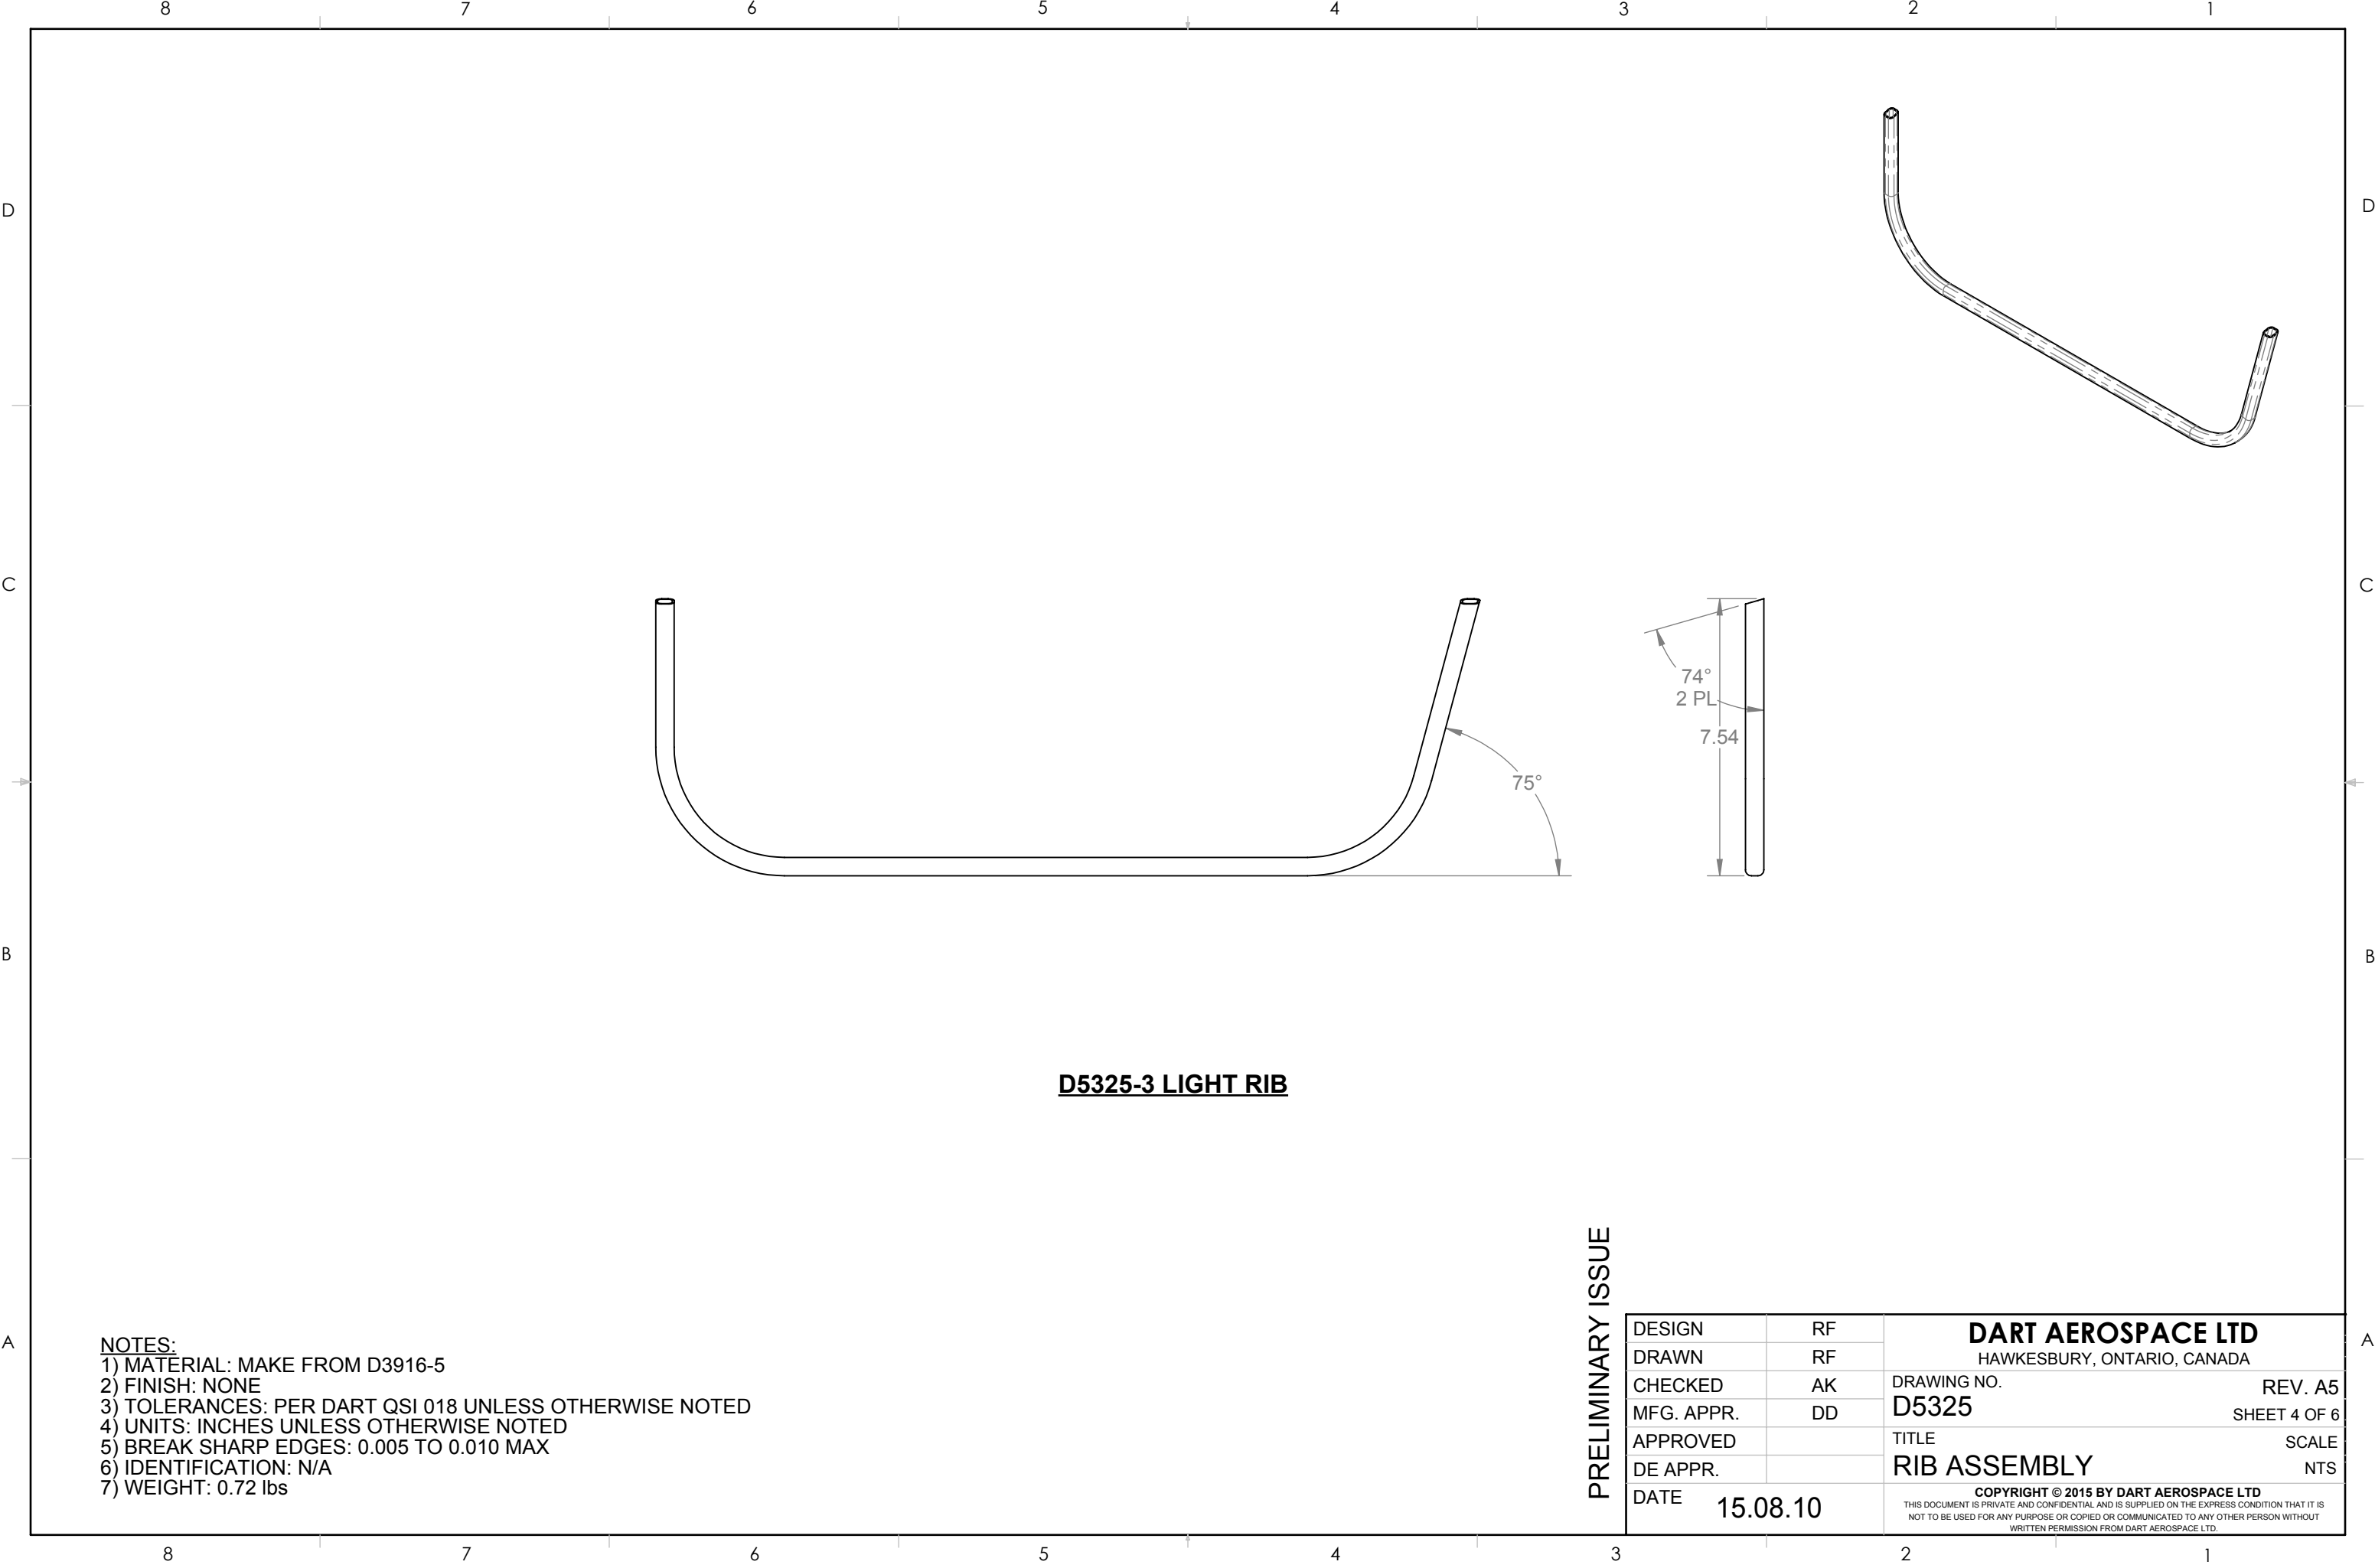 8 7 6 5 4 3 2 1
D D
C C
74°
2 PL
7.54
75°
B B
D5325-3 LIGHT RIB
A A
NOTES:
1) MATERIAL: MAKE FROM D3916-5
2) FINISH: NONE
3) TOLERANCES: PER DART QSI 018 UNLESS OTHERWISE NOTED
4) UNITS: INCHES UNLESS OTHERWISE NOTED
5) BREAK SHARP EDGES: 0.005 TO 0.010 MAX
6) IDENTIFICATION: N/A
7) WEIGHT: 0.72 lbs
PRELIMINARY ISSUE
DESIGN RF
DRAWN RF
CHECKED AK
MFG. APPR. DD
APPROVED
DE APPR.
DATE 15.08.10
DART AEROSPACE LTD
HAWKESBURY, ONTARIO, CANADA
DRAWING NO. REV. A5
D5325 SHEET 4 OF 6
TITLE SCALE
RIB ASSEMBLY NTS
COPYRIGHT © 2015 BY DART AEROSPACE LTD
THIS DOCUMENT IS PRIVATE AND CONFIDENTIAL AND IS SUPPLIED ON THE EXPRESS CONDITION THAT IT IS
NOT TO BE USED FOR ANY PURPOSE OR COPIED OR COMMUNICATED TO ANY OTHER PERSON WITHOUT
WRITTEN PERMISSION FROM DART AEROSPACE LTD.
8 7 6 5 4 3 2 1